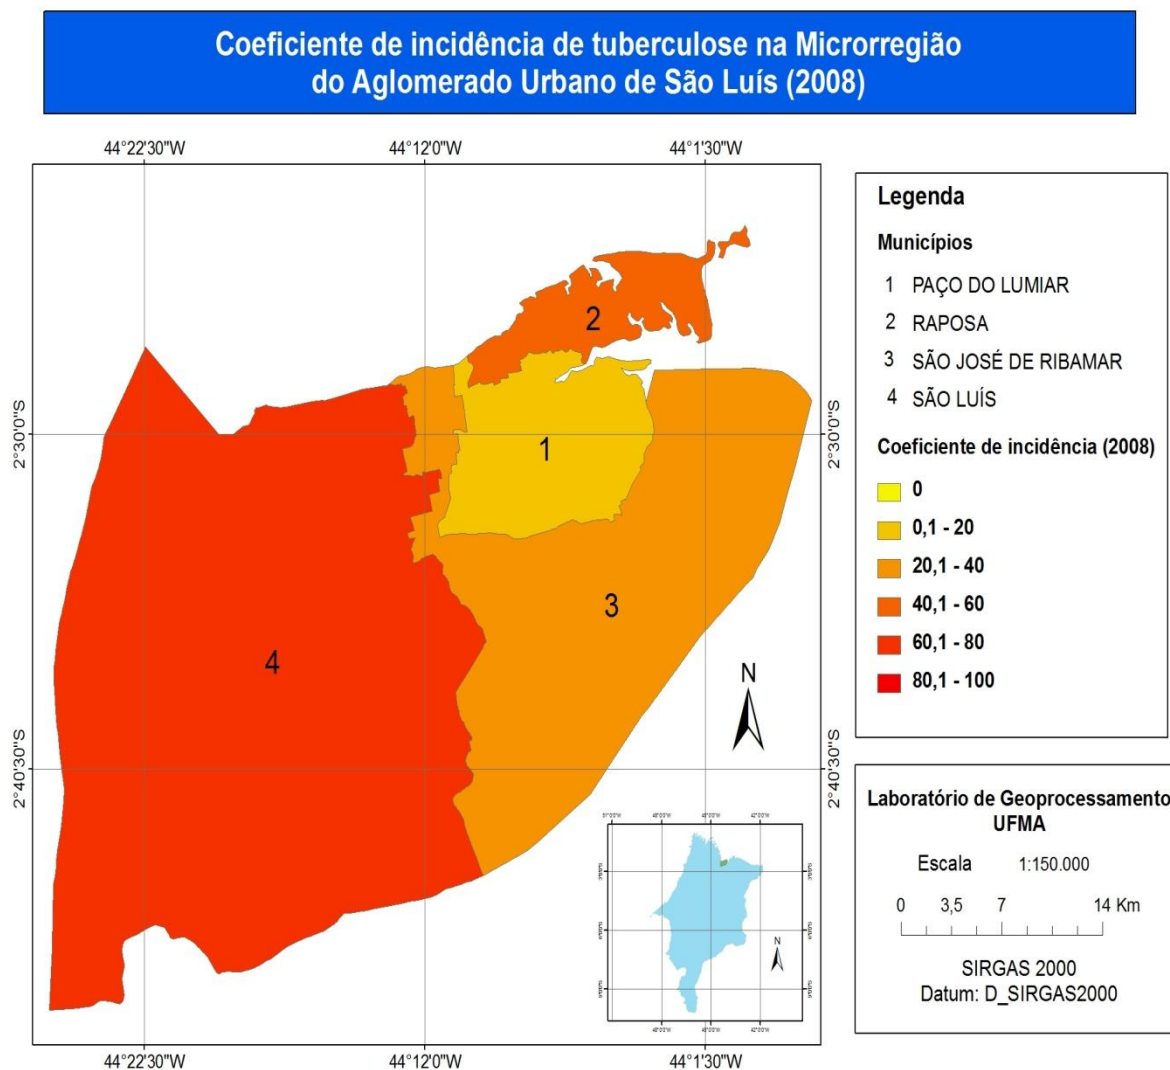 Coeficiente de incidência de tuberculose na Microrregião
do Aglomerado Urbano de São Luís (2008)
44°22'30"W 44°12'0"W 44°1'30"W
2°30'0"S 2°30'0"S
2°40'30"S 2°40'30"S
2
1
3
4
N
N
44°22'30"W 44°12'0"W 44°1'30"W
Legenda
Municípios
1 PAÇO DO LUMIAR
2 RAPOSA
3 SÃO JOSÉ DE RIBAMAR
4 SÃO LUÍS
Coeficiente de incidência (2008)
0
0,1 - 20
20,1 - 40
40,1 - 60
60,1 - 80
80,1 - 100
Laboratório de Geoprocessamento
UFMA
Escala 1:150.000
0 3,5 7 14 Km
SIRGAS 2000
Datum: D_SIRGAS2000